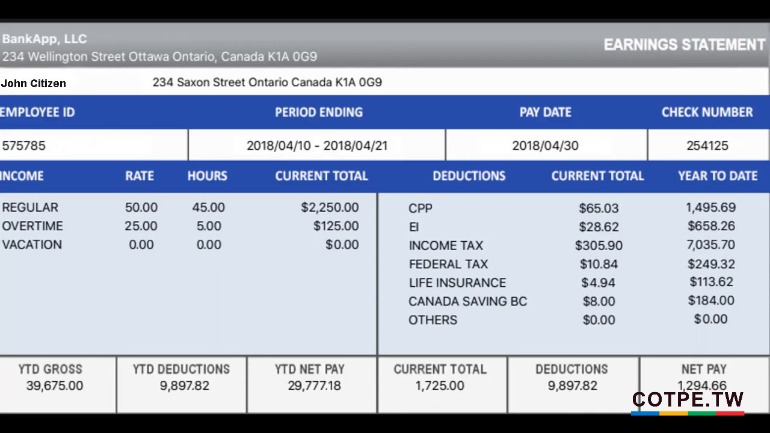 BankApp, LLC
234 Wellington Street Ottawa Ontario, Canada K1A 0G9
EARNINGS STATEMENT
John Citizen 234 Saxon Street Ontario Canada K1A 0G9
EMPLOYEE ID PERIOD ENDING PAY DATE CHECK NUMBER
575785 2018/04/10 - 2018/04/21 2018/04/30 254125
INCOME RATE HOURS CURRENT TOTAL DEDUCTIONS CURRENT TOTAL YEAR TO DATE
REGULAR 50.00 45.00 $2,250.00 CPP $65.03 1,495.69
OVERTIME 25.00 5.00 $125.00 EI $28.62 $658.26
VACATION 0.00 0.00 $0.00 INCOME TAX $305.90 7,035.70
FEDERAL TAX $10.84 $249.32
LIFE INSURANCE $4.94 $113.62
CANADA SAVING BC $8.00 $184.00
OTHERS $0.00 $0.00
YTD GROSS YTD DEDUCTIONS YTD NET PAY CURRENT TOTAL DEDUCTIONS NET PAY
39,675.00 9,897.82 29,777.18 1,725.00 9,897.82 1,294.66
COTPE.TW